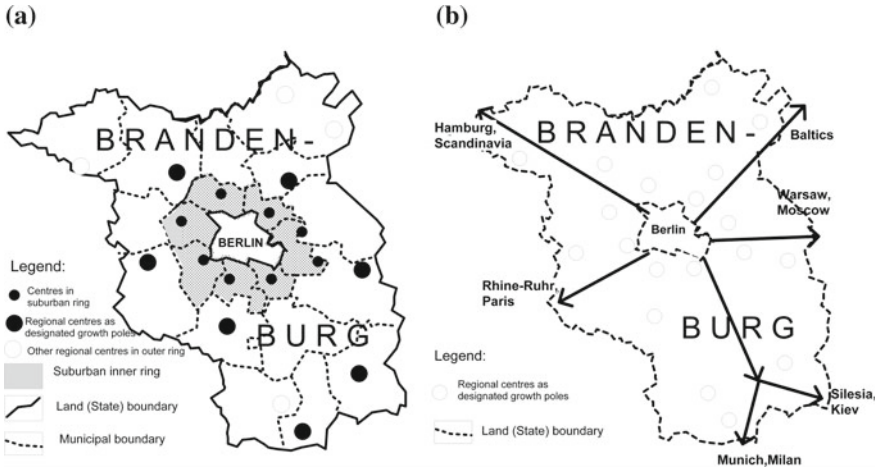 (a)
BRANDEN-
BERLIN
BURG
Legend:
Centres in
suburban ring
Regional centres as
designated growth poles
Other regional centres in outer ring
Suburban inner ring
Land (State) boundary
Municipal boundary
(b)
Hamburg,
Scandinavia
BRANDEN-
Baltics
Warsaw,
Moscow
Berlin
Rhine-Ruhr,
Paris
BURG
Legend:
Regional centres as
designated growth poles
Land (State) boundary
Silesia,
Kiev
Munich,Milan